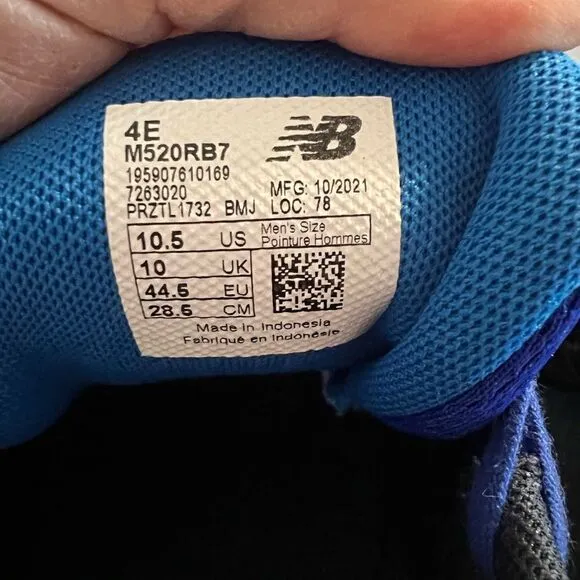 4E
M520RB7
NB
195907610169
7263020 MFG: 10/2021
PRZTL1732 BMJ LOC: 78
10.5 US Men's Size
Pointure Hommes
10 UK
44.5 EU
28.5 CM
Made in Indonesia
Fabriqué en Indonésie